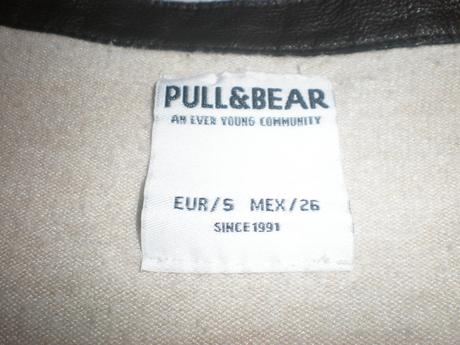 PULL&BEAR
AN EVER YOUNG COMMUNITY
EUR/S MEX/26
SINCE1991